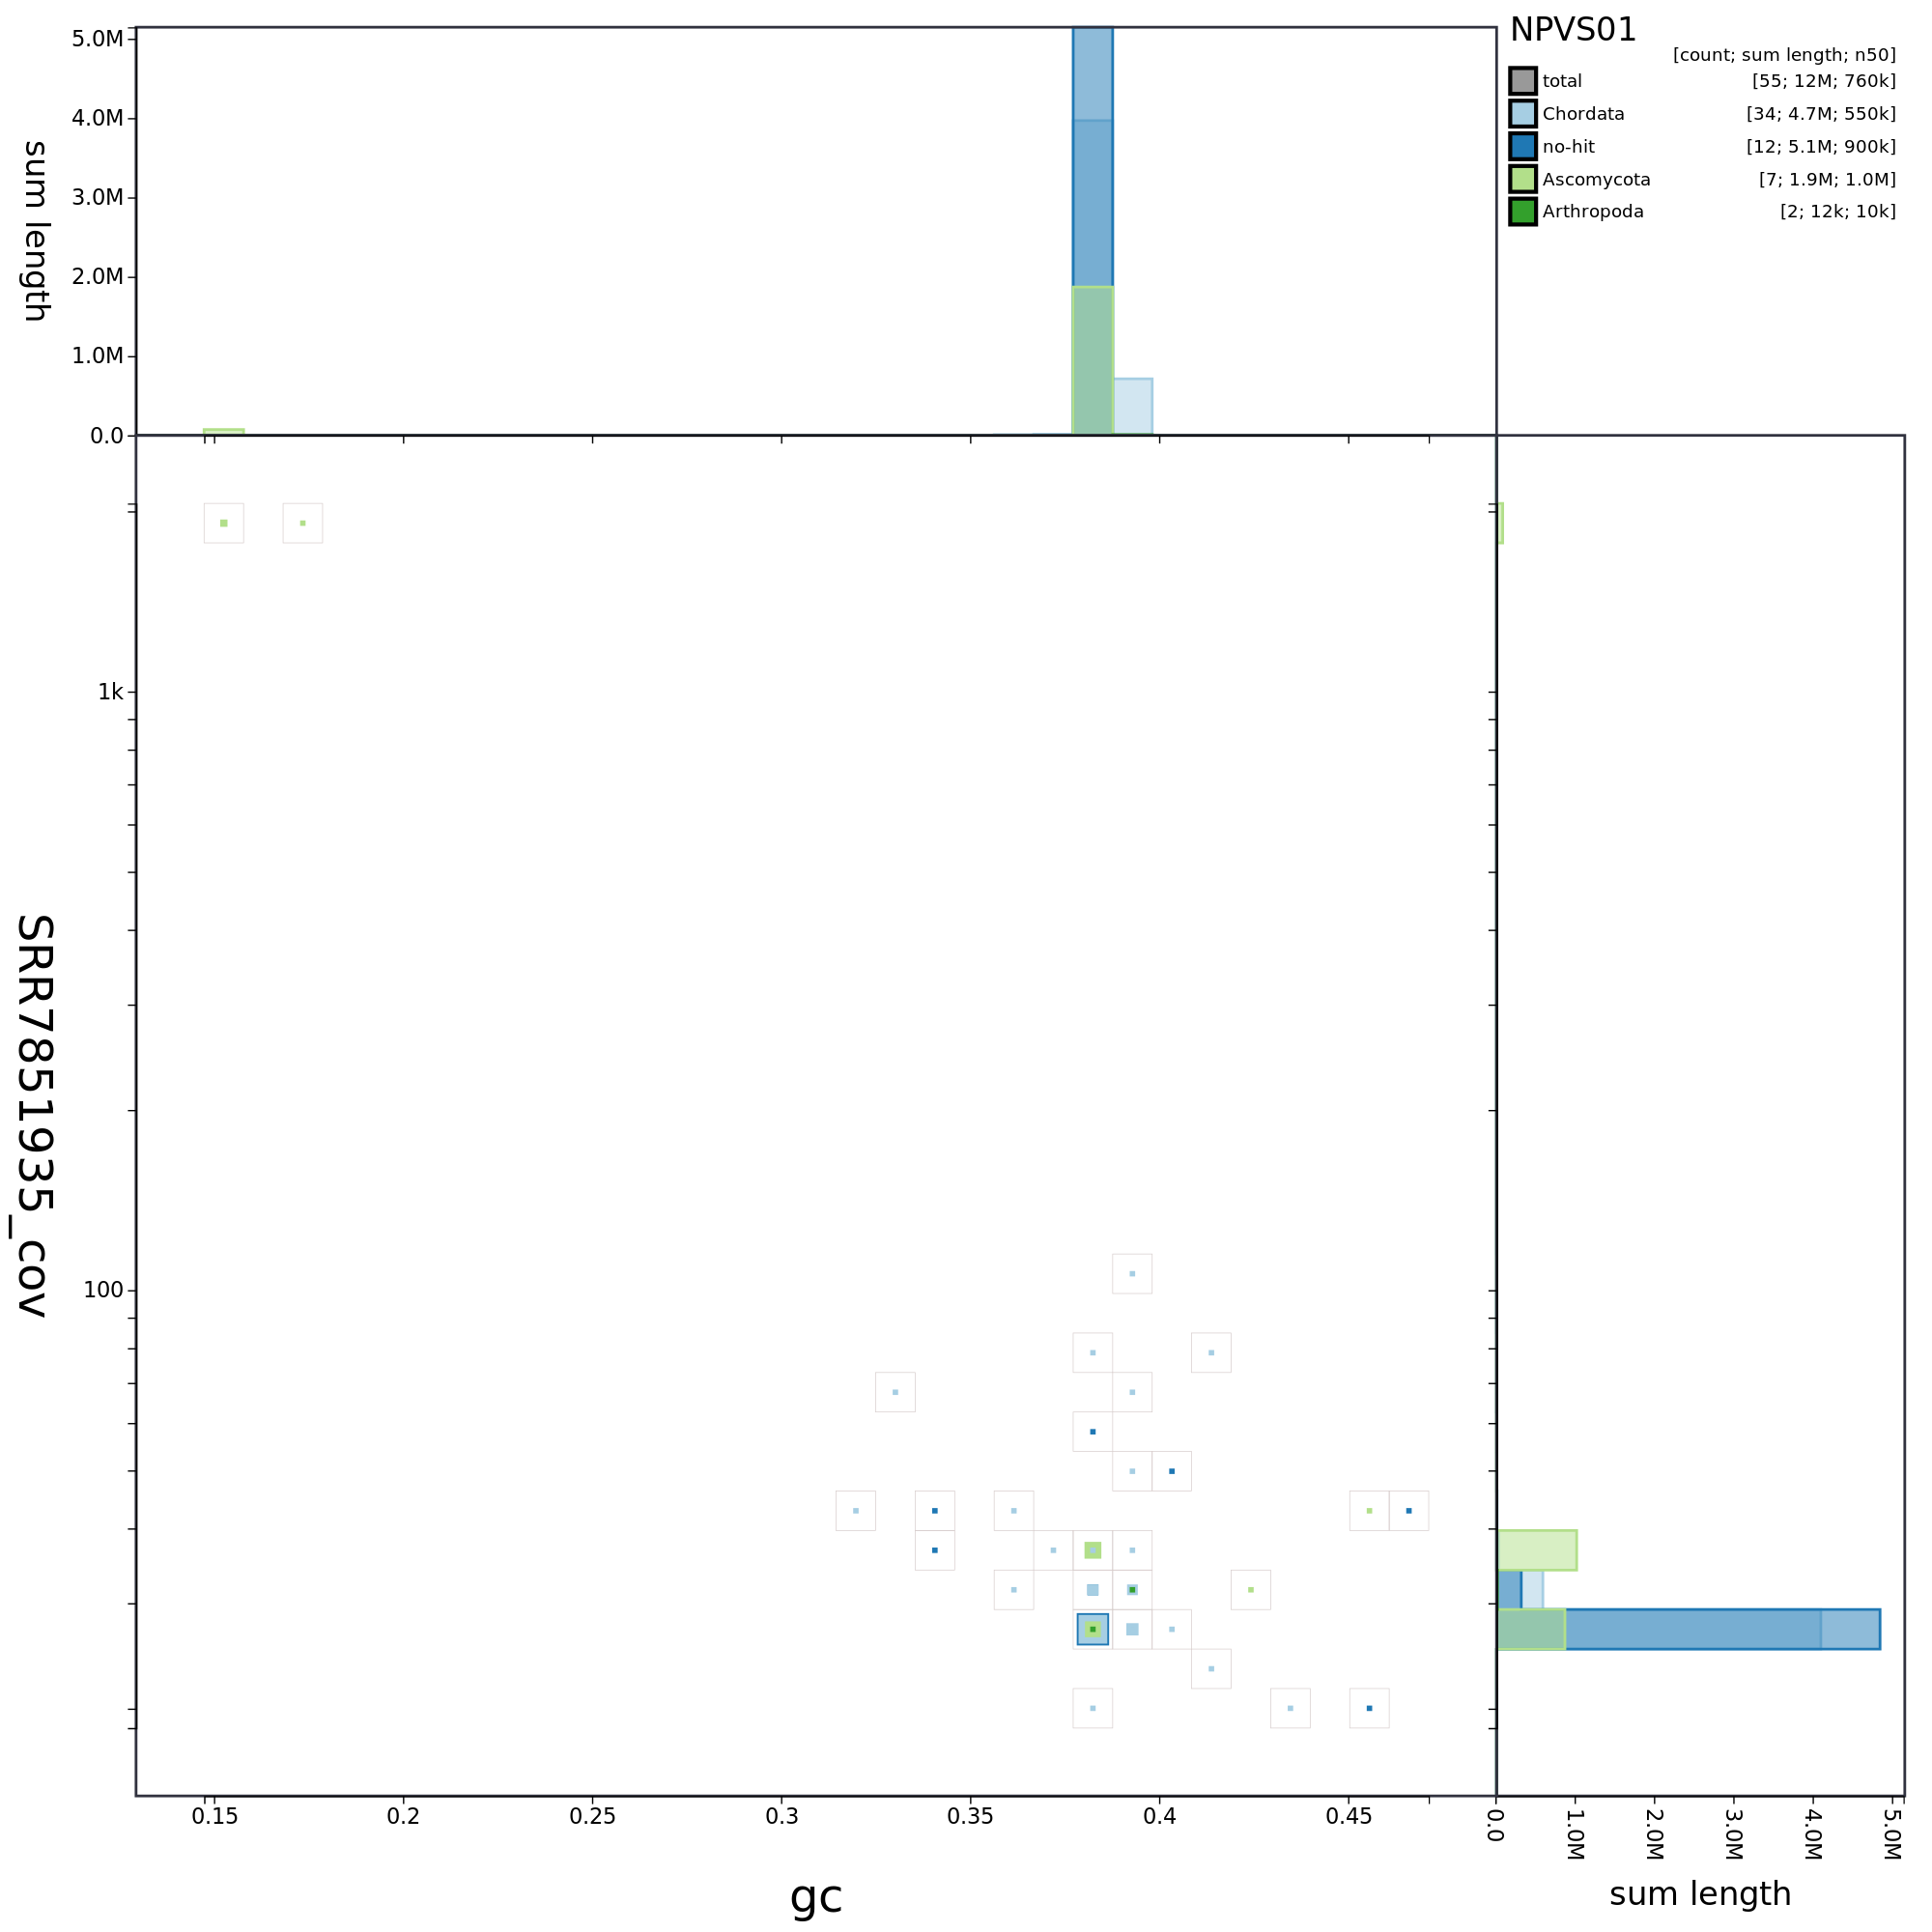 NPVS01
[count; sum length; n50]
total [55; 12M; 760k]
Chordata [34; 4.7M; 550k]
no-hit [12; 5.1M; 900k]
Ascomycota [7; 1.9M; 1.0M]
Arthropoda [2; 12k; 10k]
sum length
5.0M
4.0M
3.0M
2.0M
1.0M
0.0
SRR7851935_cov
1k
100
0.15 0.2 0.25 0.3 0.35 0.4 0.45
gc
0.0 1.0M 2.0M 3.0M 4.0M 5.0M
sum length